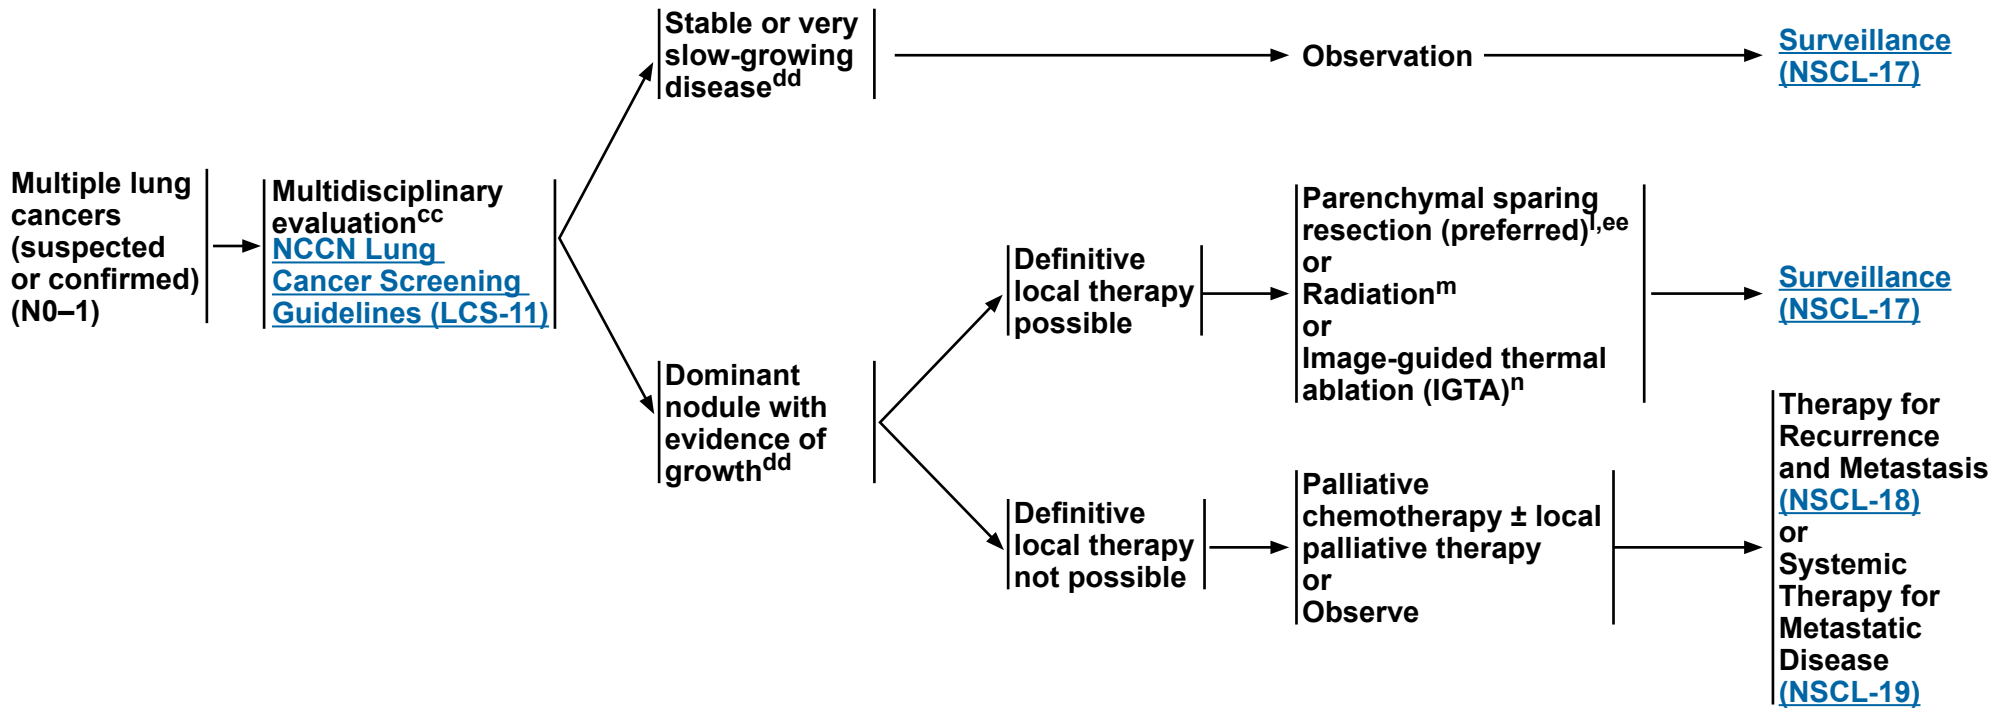 Multiple lung
cancers
(suspected
or confirmed)
(N0–1)
Multidisciplinary
evaluationcc
NCCN Lung
Cancer Screening
Guidelines (LCS-11)
Stable or very
slow-growing
diseasedd
Observation
Surveillance
(NSCL-17)
Dominant
nodule with
evidence of
growthdd
Definitive
local therapy
possible
Parenchymal sparing
resection (preferred)l,ee
or
Radiationm
or
Image-guided thermal
ablation (IGTA)n
Surveillance
(NSCL-17)
Definitive
local therapy
not possible
Palliative
chemotherapy ± local
palliative therapy
or
Observe
Therapy for
Recurrence
and Metastasis
(NSCL-18)
or
Systemic
Therapy for
Metastatic
Disease
(NSCL-19)